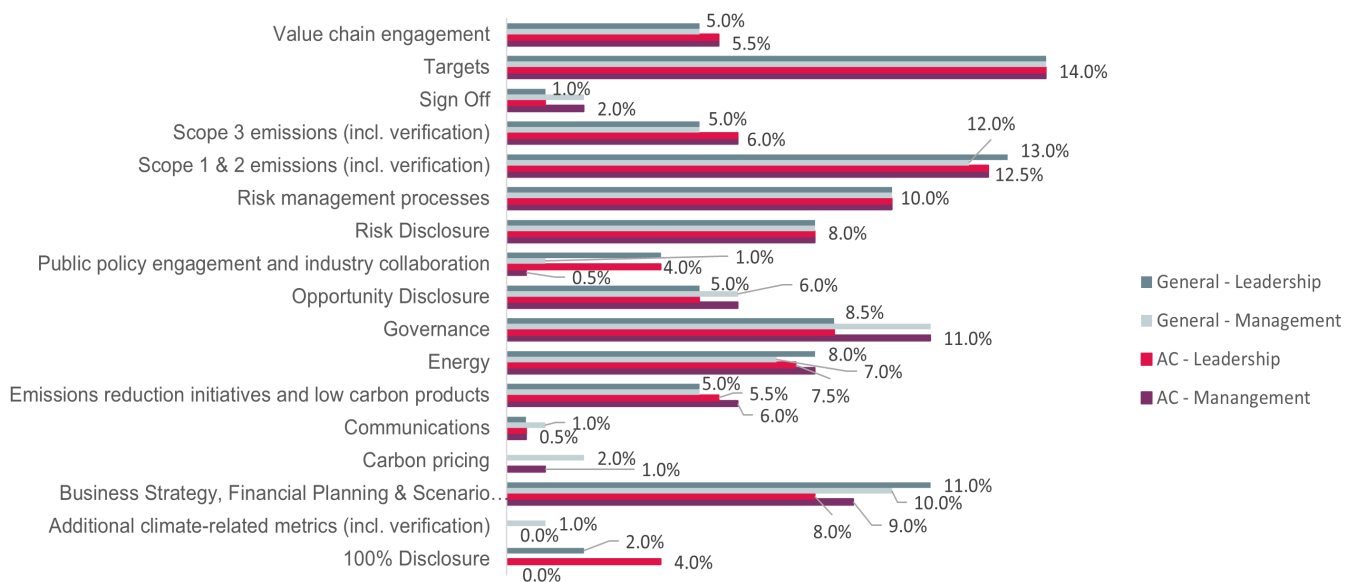 Value chain engagement 5.0% 5.5%
Targets 14.0%
Sign Off 1.0% 2.0%
Scope 3 emissions (incl. verification) 5.0% 6.0%
Scope 1 & 2 emissions (incl. verification) 12.0% 13.0% 12.5%
Risk management processes 10.0%
Risk Disclosure 8.0%
Public policy engagement and industry collaboration 1.0% 4.0% 0.5%
Opportunity Disclosure 5.0% 6.0%
Governance 8.5% 11.0%
Energy 8.0% 7.0% 7.5%
Emissions reduction initiatives and low carbon products 5.0% 5.5% 6.0%
Communications 1.0% 0.5%
Carbon pricing 2.0% 1.0%
Business Strategy, Financial Planning & Scenario… 11.0% 10.0% 8.0% 9.0%
Additional climate-related metrics (incl. verification) 1.0% 0.0%
100% Disclosure 2.0% 4.0% 0.0%
General - Leadership
General - Management
AC - Leadership
AC - Manangement